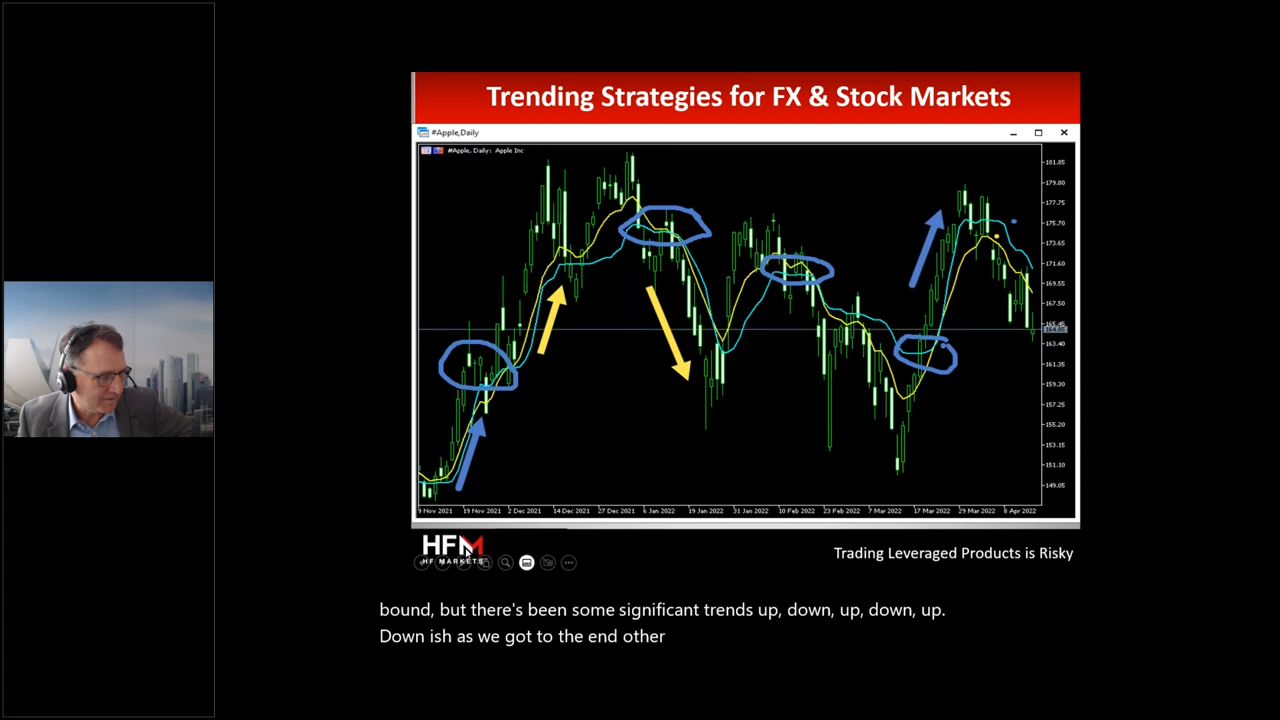 Trending Strategies for FX & Stock Markets
#Apple,Daily
#Apple, Daily: Apple Inc
181.85
179.80
177.75
175.70
173.65
171.60
169.55
167.50
165.45
164.85
163.40
161.35
159.30
157.25
155.20
153.15
151.10
149.05
9 Nov 2021 19 Nov 2021 2 Dec 2021 14 Dec 2021 27 Dec 2021 6 Jan 2022 19 Jan 2022 31 Jan 2022 10 Feb 2022 23 Feb 2022 7 Mar 2022 17 Mar 2022 29 Mar 2022 8 Apr 2022
HFM
HF MARKETS
Trading Leveraged Products is Risky
bound, but there's been some significant trends up, down, up, down, up.
Down ish as we got to the end other